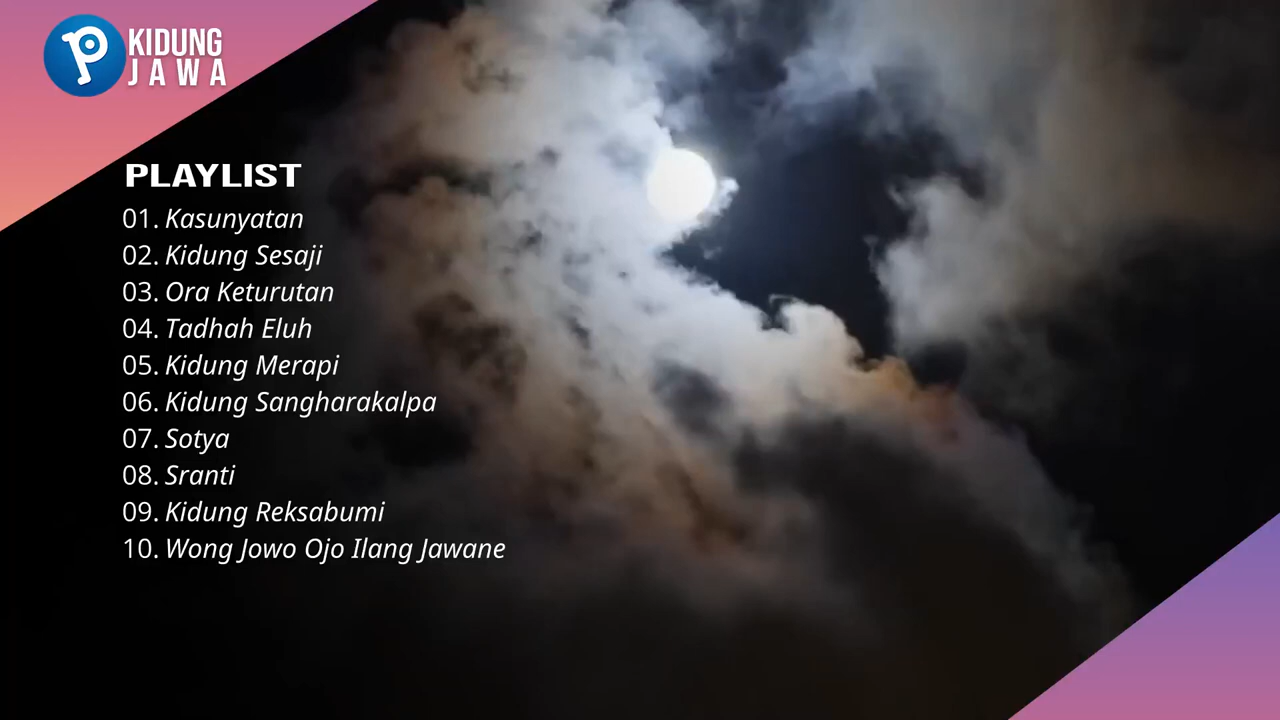 KIDUNG
JAWA
PLAYLIST
01. Kasunyatan
02. Kidung Sesaji
03. Ora Keturutan
04. Tadhah Eluh
05. Kidung Merapi
06. Kidung Sangharakalpa
07. Sotya
08. Sranti
09. Kidung Reksabumi
10. Wong Jowo Ojo Ilang Jawane